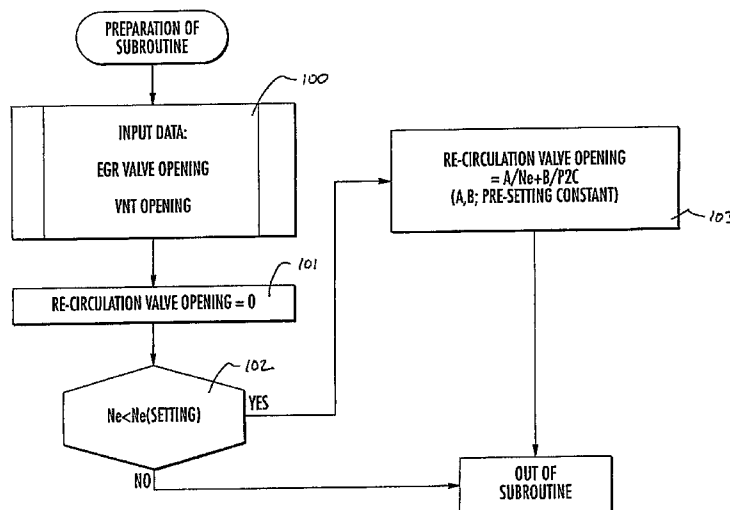 PREPARATION OF
SUBROUTINE
100
INPUT DATA:
EGR VALVE OPENING
VNT OPENING
RE-CIRCULATION VALVE OPENING
= A/Ne+B/P2C
(A,B; PRE-SETTING CONSTANT)
103
101
RE-CIRCULATION VALVE OPENING = 0
102
Ne<Ne(SETTING)
YES
NO
OUT OF
SUBROUTINE